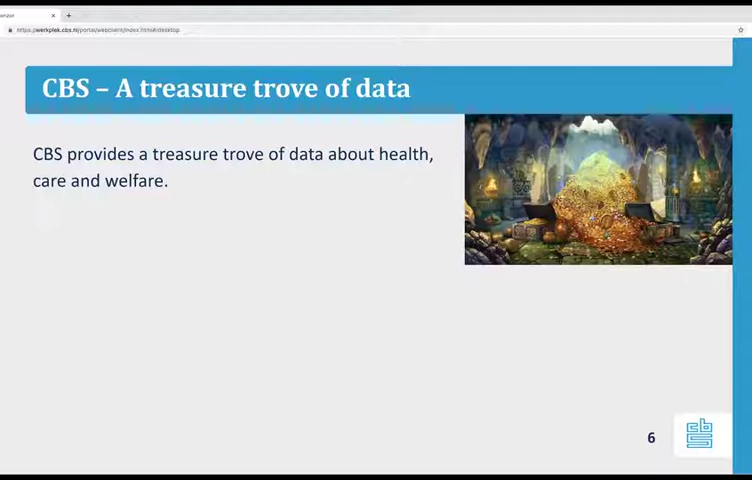 https://werkplek.cbs.nl/portal/webclient/index.html#/desktop
CBS – A treasure trove of data
CBS provides a treasure trove of data about health,
care and welfare.
6
cbs